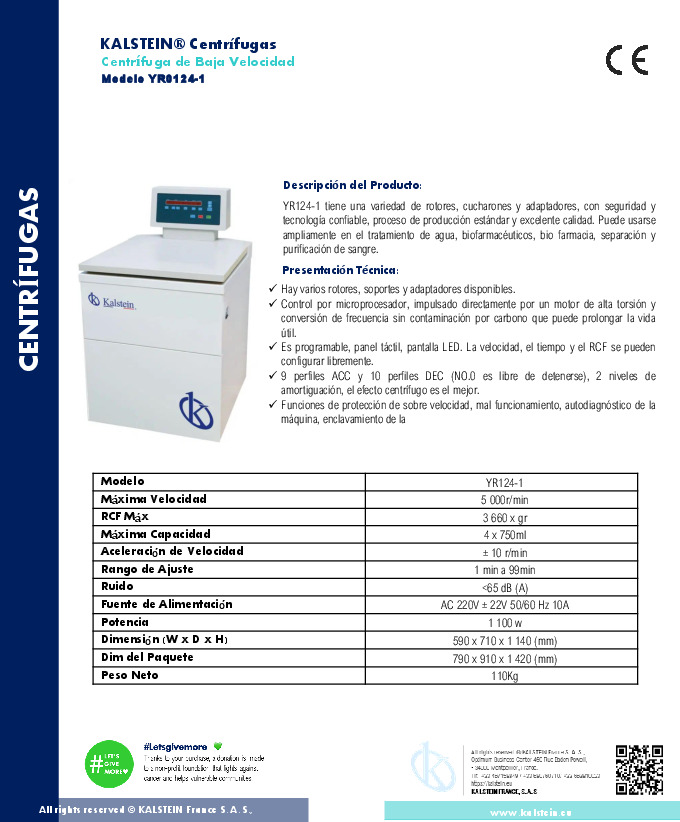 KALSTEIN® Centrífugas
Centrífuga de Baja Velocidad
Modelo YR0124-1
CE
CENTRÍFUGAS
Descripción del Producto:
YR124-1 tiene una variedad de rotores, cucharones y adaptadores, con seguridad y
tecnología confiable, proceso de producción estándar y excelente calidad. Puede usarse
ampliamente en el tratamiento de agua, biofarmacéuticos, bio farmacia, separación y
purificación de sangre.
Presentación Técnica:
✓ Hay varios rotores, soportes y adaptadores disponibles.
✓ Control por microprocesador, impulsado directamente por un motor de alta torsión y
conversión de frecuencia sin contaminación por carbono que puede prolongar la vida
útil.
✓ Es programable, panel táctil, pantalla LED. La velocidad, el tiempo y el RCF se pueden
configurar libremente.
✓ 9 perfiles ACC y 10 perfiles DEC (NO.0 es libre de detenerse), 2 niveles de
amortiguación, el efecto centrífugo es el mejor.
✓ Funciones de protección de sobre velocidad, mal funcionamiento, autodiagnóstico de la
máquina, enclavamiento de la
Kalstein
Modelo YR124-1
Máxima Velocidad 5 000r/min
RCF Máx 3 660 x gr
Máxima Capacidad 4 x 750ml
Aceleración de Velocidad ± 10 r/min
Rango de Ajuste 1 min a 99min
Ruido <65 dB (A)
Fuente de Alimentación AC 220V ± 22V 50/60 Hz 10A
Potencia 1 100 w
Dimensión (W x D x H) 590 x 710 x 1 140 (mm)
Dim del Paquete 790 x 910 x 1 420 (mm)
Peso Neto 110Kg
# LET'S GIVE MORE
#Letsgivemore
Thanks to your purchase, a donation is made
to a non-profit foundation that fights against
cancer and helps vulnerable communities
All rights reserved ® KALSTEIN France S. A. S.,
Optimum Business Center 450 Rue Baden Powell,
34000 Montpellier, France.
https://kalstein.eu
KALSTEIN FRANCE, S.A.S
All rights reserved © KALSTEIN France S. A. S.,
www.kalstein.eu